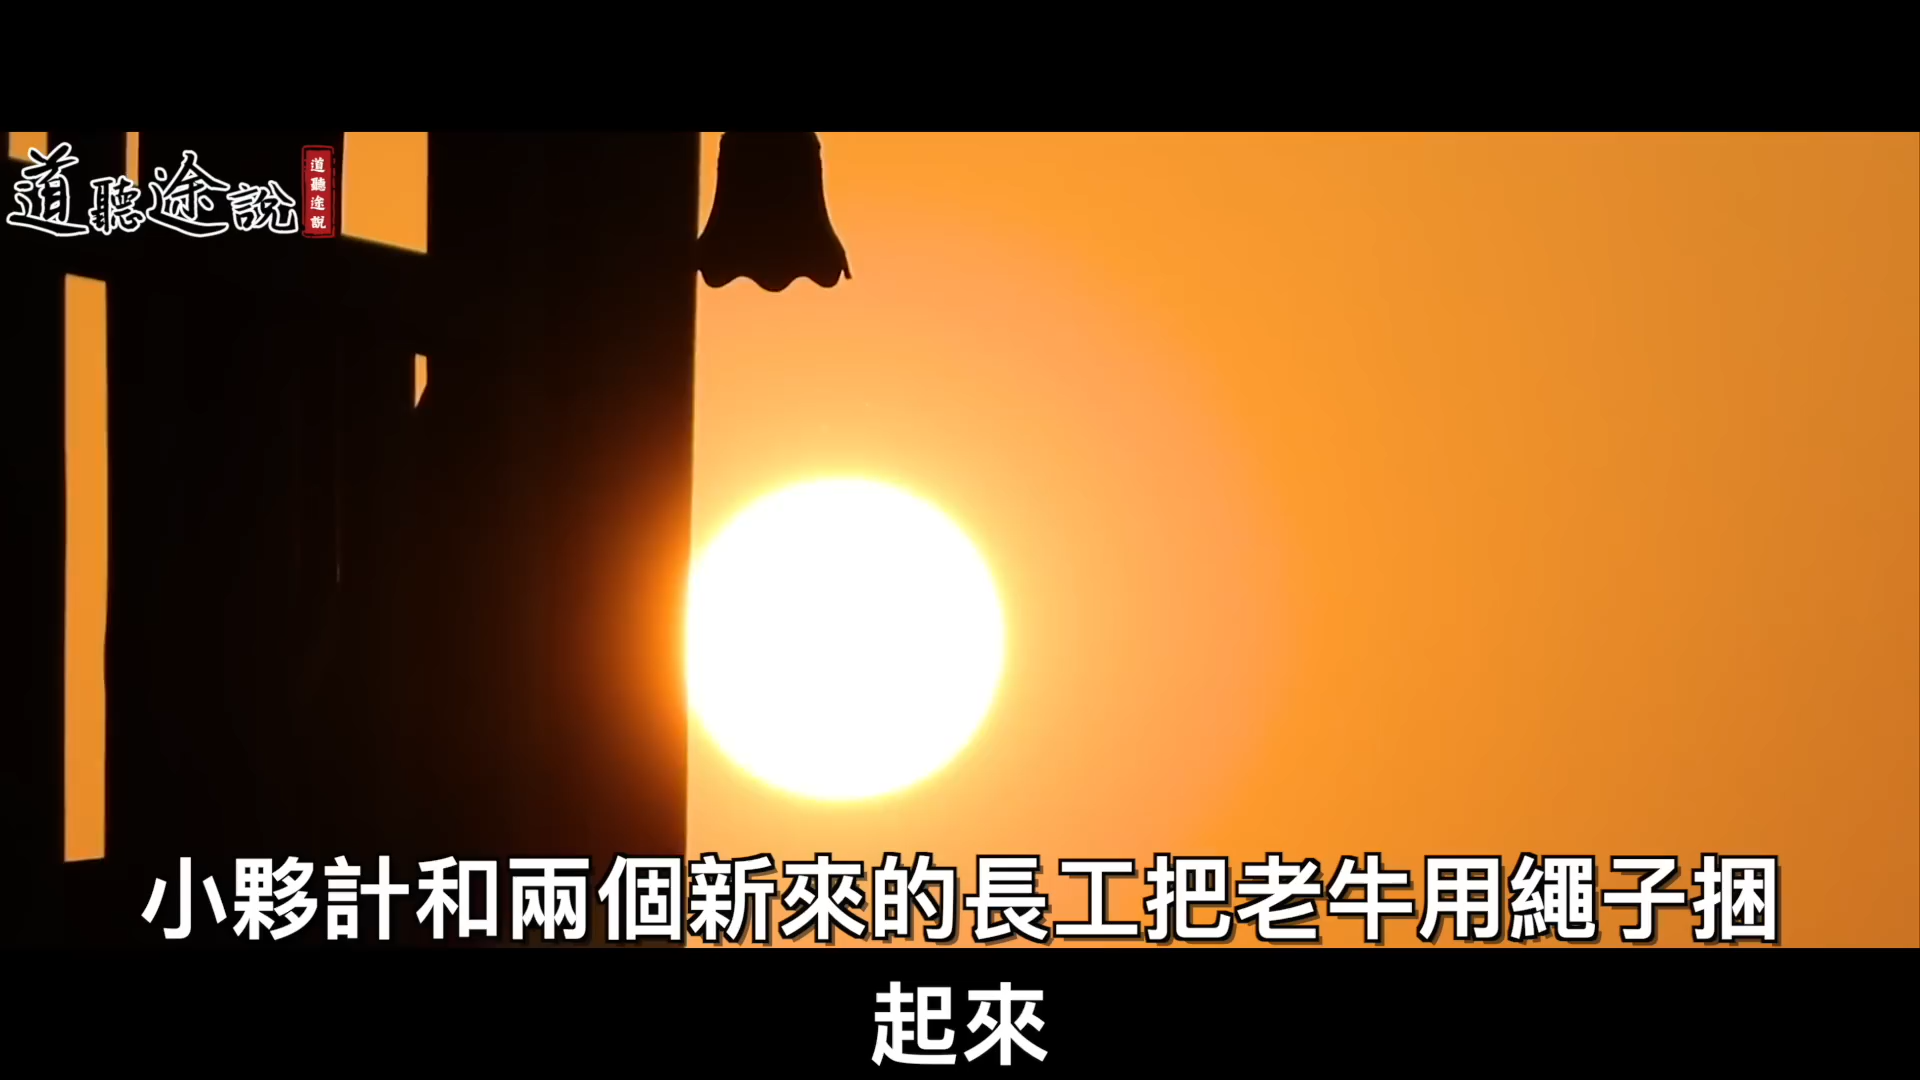 道聽途說
道聽途說
小夥計和兩個新來的長工把老牛用繩子捆
起來